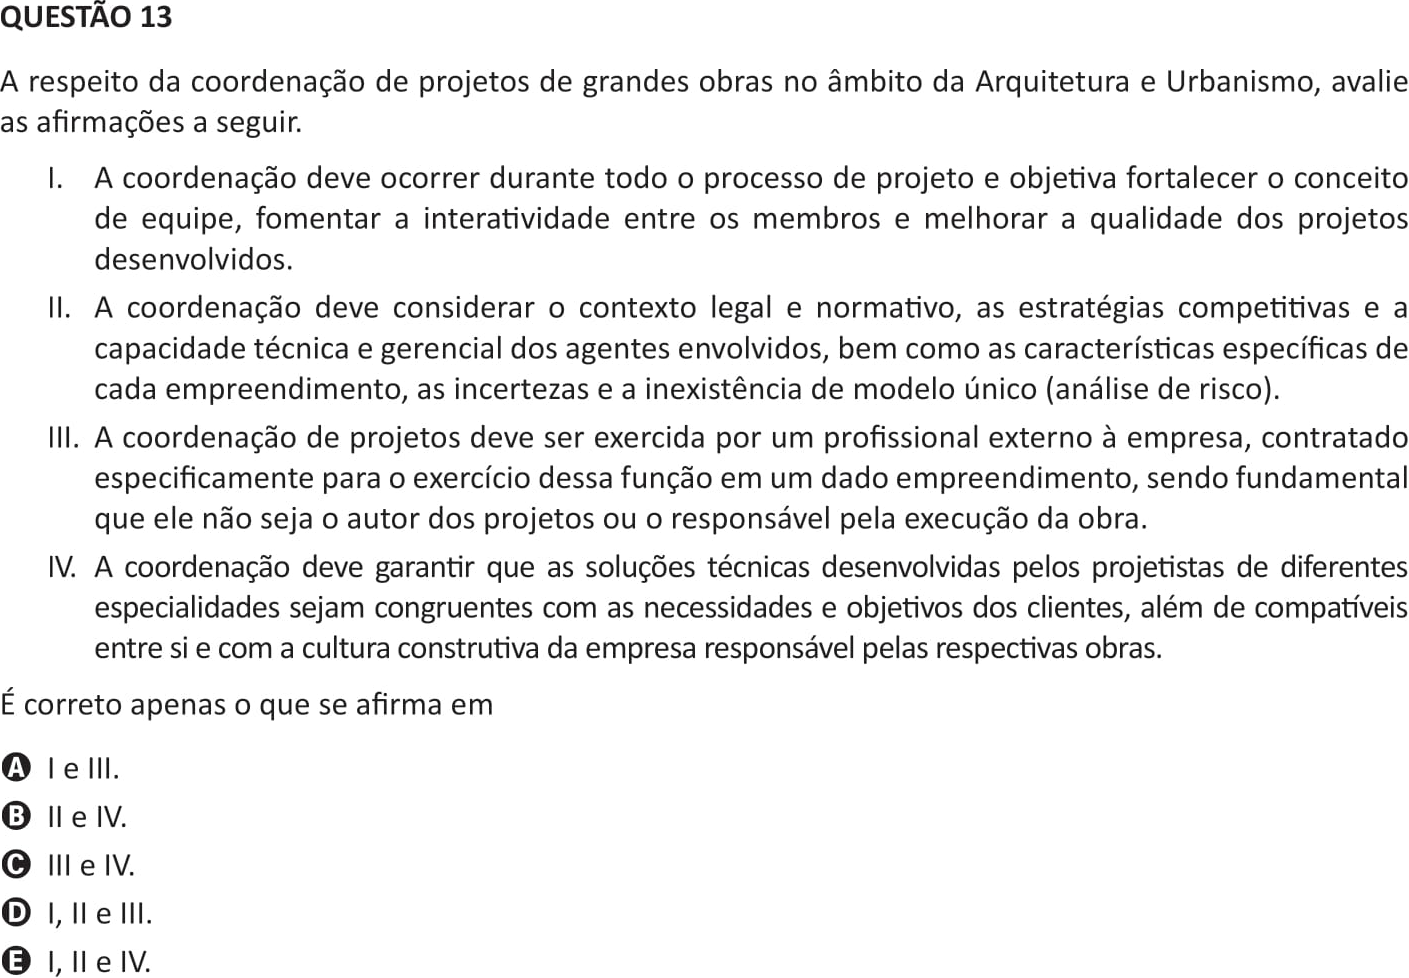 QUESTÃO 13
A respeito da coordenação de projetos de grandes obras no âmbito da Arquitetura e Urbanismo, avalie
as afirmações a seguir.
I. A coordenação deve ocorrer durante todo o processo de projeto e objetiva fortalecer o conceito
de equipe, fomentar a interatividade entre os membros e melhorar a qualidade dos projetos
desenvolvidos.
II. A coordenação deve considerar o contexto legal e normativo, as estratégias competitivas e a
capacidade técnica e gerencial dos agentes envolvidos, bem como as características específicas de
cada empreendimento, as incertezas e a inexistência de modelo único (análise de risco).
III. A coordenação de projetos deve ser exercida por um profissional externo à empresa, contratado
especificamente para o exercício dessa função em um dado empreendimento, sendo fundamental
que ele não seja o autor dos projetos ou o responsável pela execução da obra.
IV. A coordenação deve garantir que as soluções técnicas desenvolvidas pelos projetistas de diferentes
especialidades sejam congruentes com as necessidades e objetivos dos clientes, além de compatíveis
entre si e com a cultura construtiva da empresa responsável pelas respectivas obras.
É correto apenas o que se afirma em
A I e III.
B II e IV.
C III e IV.
D I, II e III.
E I, II e IV.